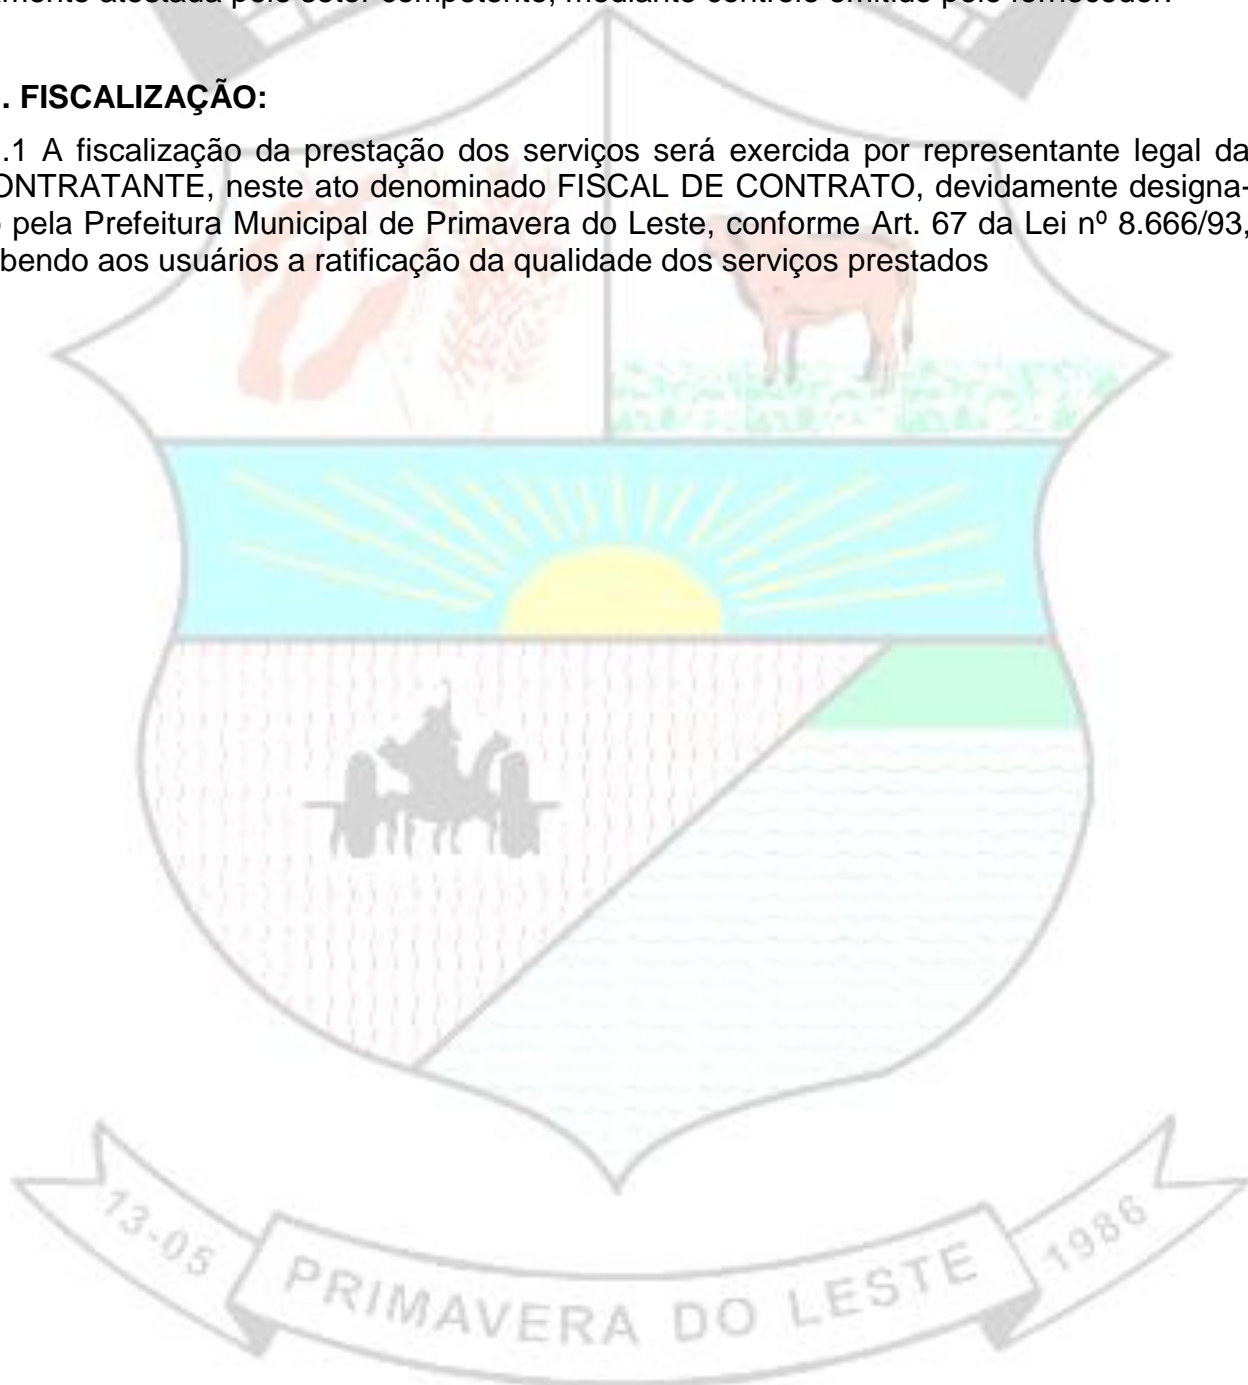 amente atestada pelo setor competente, mediante controle emitido pelo fornecedor.
. FISCALIZAÇÃO:
.1 A fiscalização da prestação dos serviços será exercida por representante legal da
ONTRATANTE, neste ato denominado FISCAL DE CONTRATO, devidamente designa-
o pela Prefeitura Municipal de Primavera do Leste, conforme Art. 67 da Lei nº 8.666/93,
bendo aos usuários a ratificação da qualidade dos serviços prestados
13-05
PRIMAVERA DO LESTE
1986